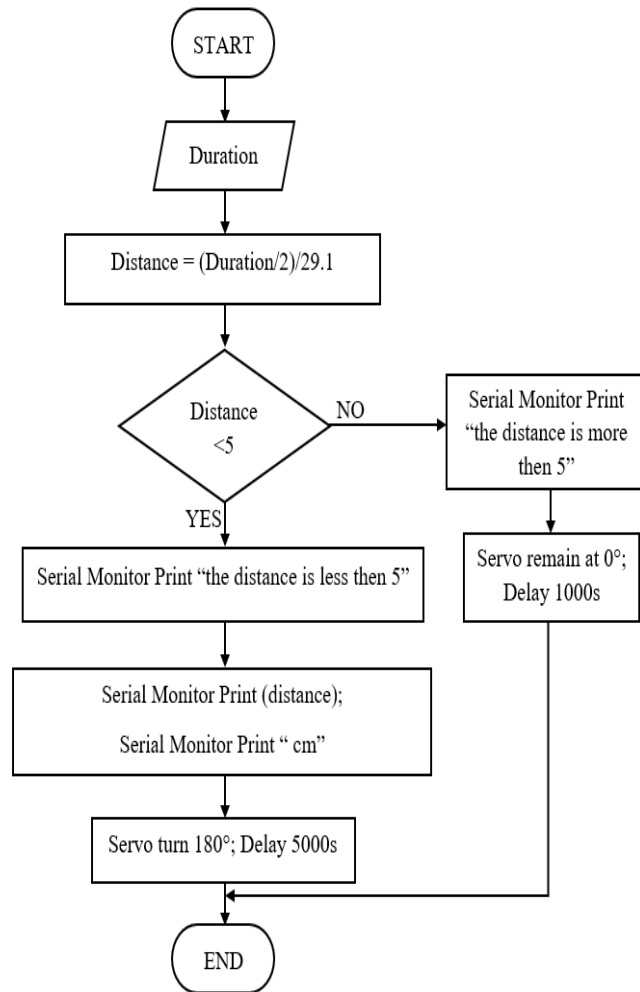 START
Duration
Distance = (Duration/2)/29.1
Distance
<5
NO
Serial Monitor Print
“the distance is more
then 5”
YES
Servo remain at 0°;
Delay 1000s
Serial Monitor Print “the distance is less then 5”
Serial Monitor Print (distance);
Serial Monitor Print “ cm”
Servo turn 180°; Delay 5000s
END